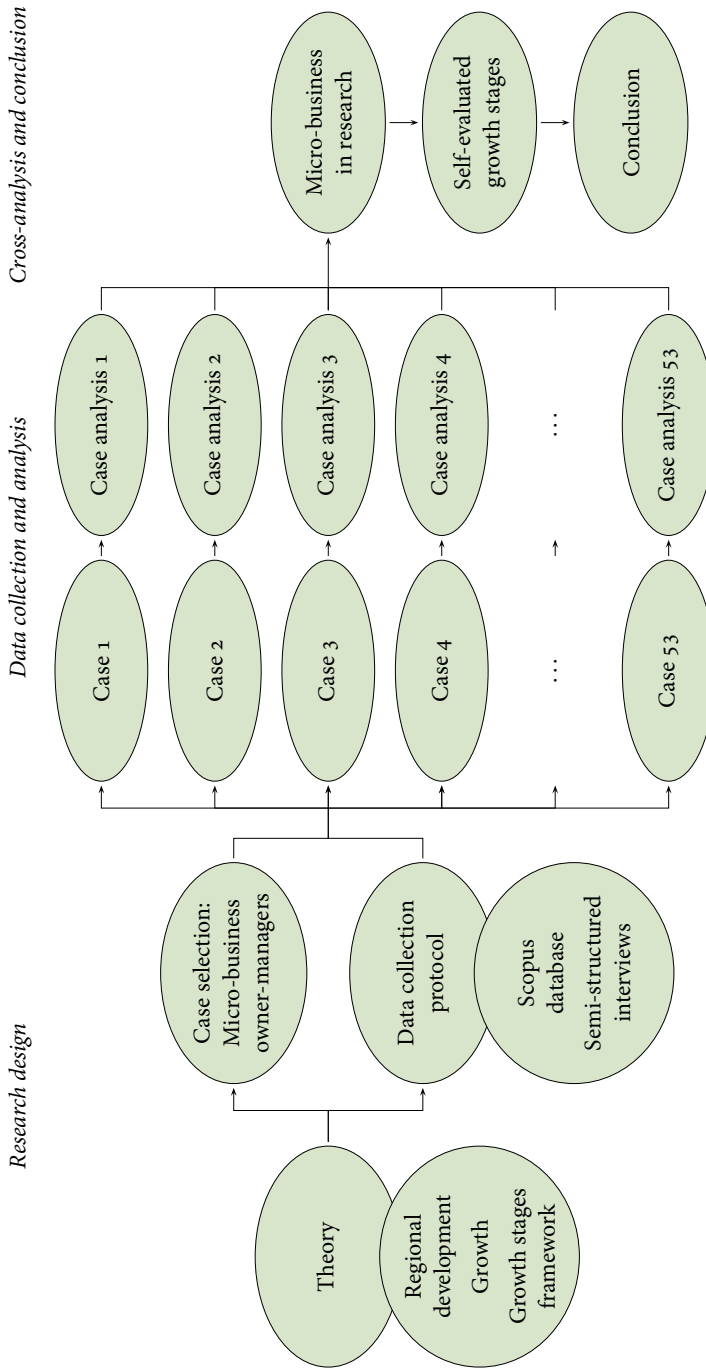 Research design
Data collection and analysis
Cross-analysis and conclusion
Theory
Regional
development
Growth
Growth stages
framework
Case selection:
Micro-business
owner-managers
Data collection
protocol
Scopus
database
Semi-structured
interviews
Case 1
Case 2
Case 3
Case 4
...
Case 53
Case analysis 1
Case analysis 2
Case analysis 3
Case analysis 4
...
Case analysis 53
Micro-business
in research
Self-evaluated
growth stages
Conclusion